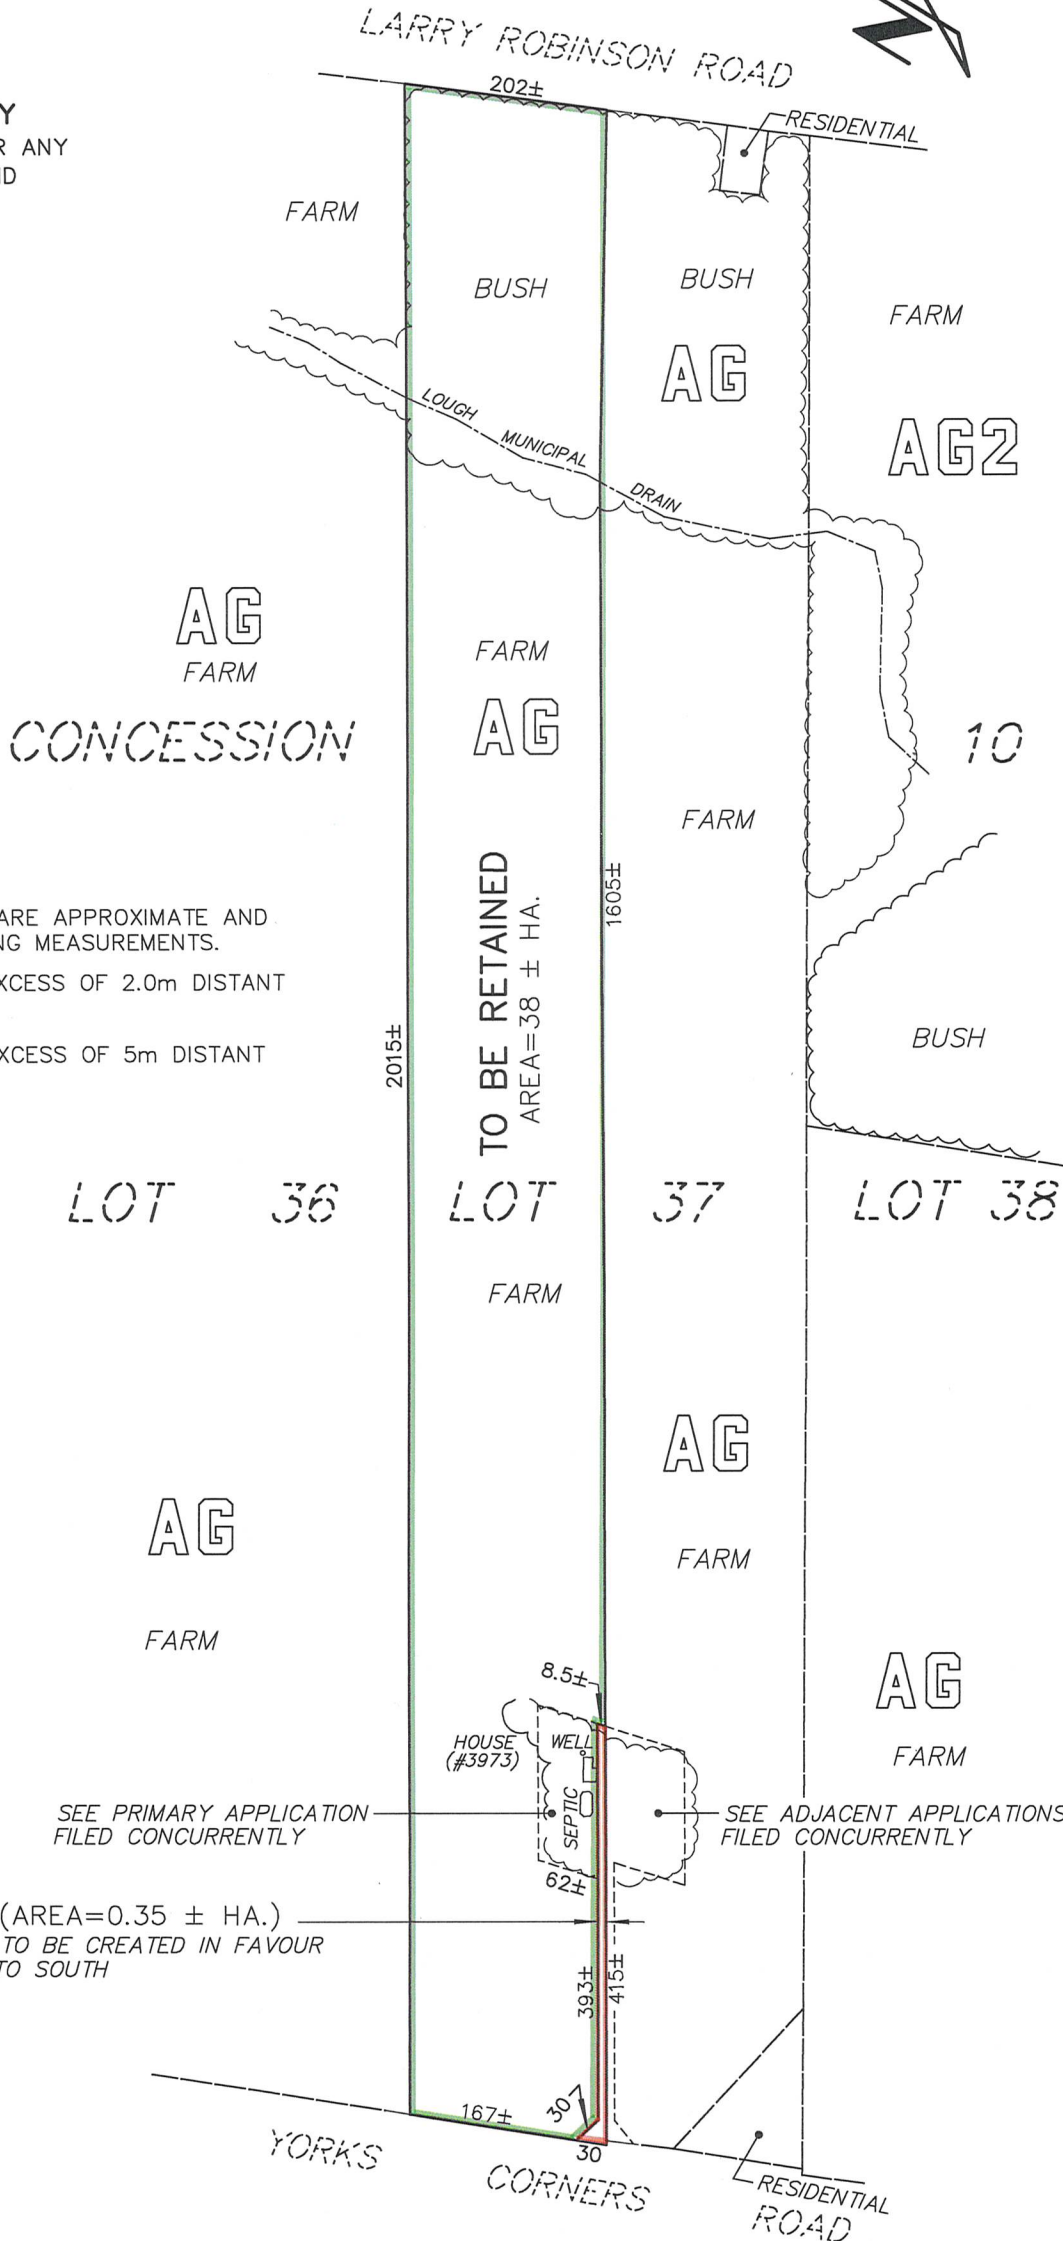 LARRY ROBINSON ROAD
202±
RESIDENTIAL
Y
R ANY
ND
FARM
BUSH
BUSH
FARM
AG
AG2
LOUGH MUNICIPAL DRAIN
AG
FARM
FARM
AG
CONCESSION
10
FARM
TO BE RETAINED
AREA=38 ± HA.
1605±
ARE APPROXIMATE AND
NG MEASUREMENTS.
XCESS OF 2.0m DISTANT
XCESS OF 5m DISTANT
2015±
BUSH
LOT 36
LOT 37
LOT 38
FARM
AG
AG
FARM
FARM
AG
FARM
8.5±
HOUSE
(#3973)
WELL
SEPTIC
SEE PRIMARY APPLICATION
FILED CONCURRENTLY
SEE ADJACENT APPLICATIONS
FILED CONCURRENTLY
62±
(AREA=0.35 ± HA.)
TO BE CREATED IN FAVOUR
TO SOUTH
393±
415±
167±
30
30
YORKS CORNERS ROAD
RESIDENTIAL